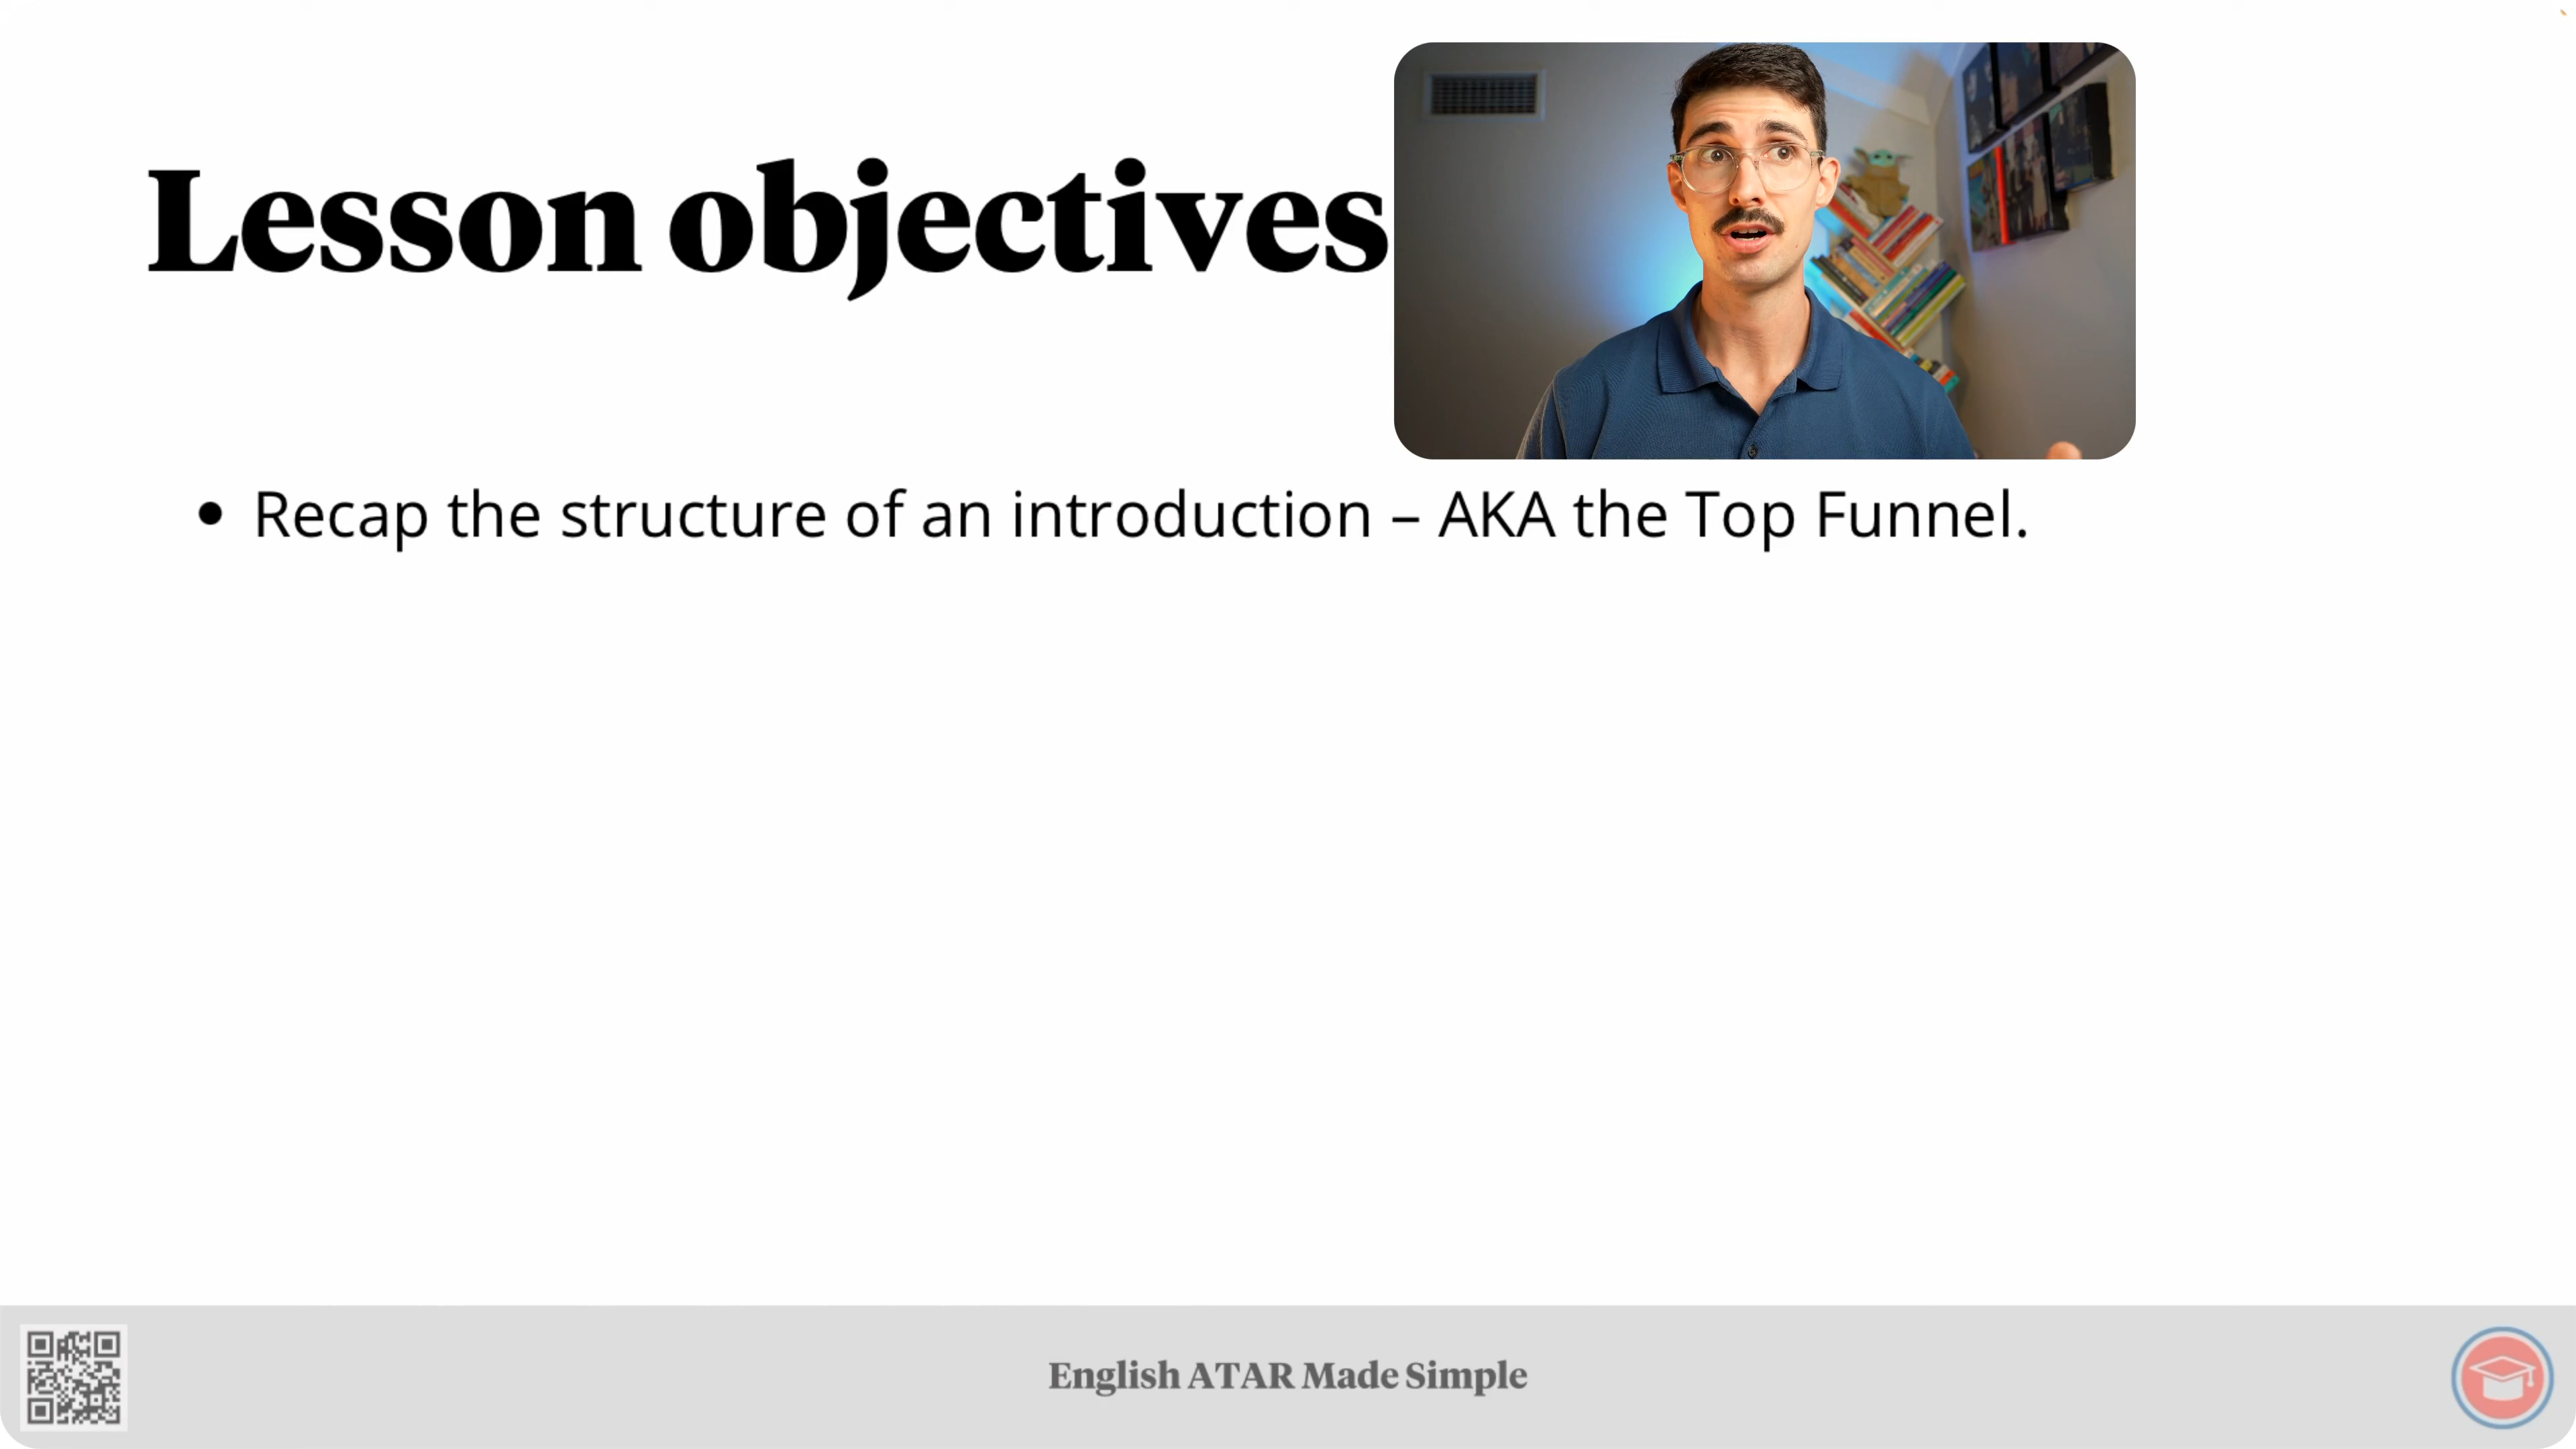 Lesson objectives
• Recap the structure of an introduction – AKA the Top Funnel.
English ATAR Made Simple